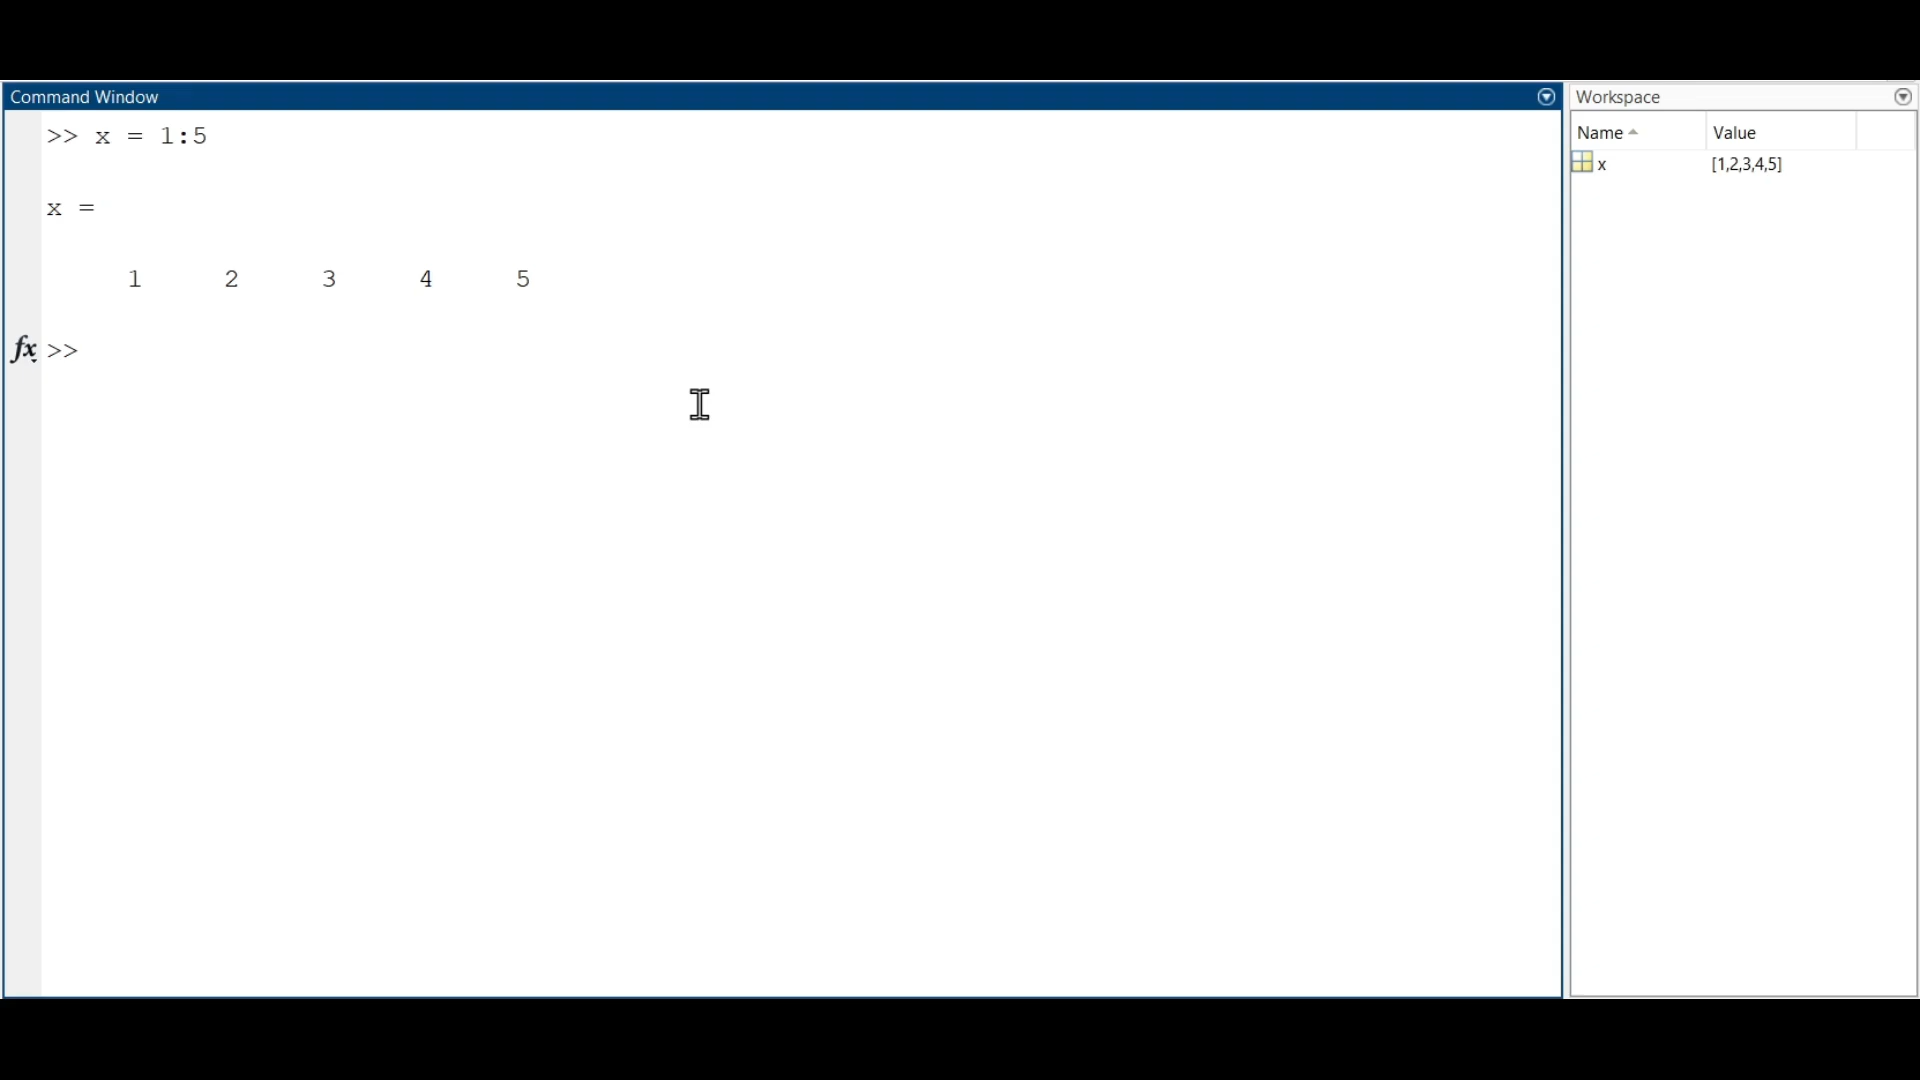 Command Window
>> x = 1:5
x =
1 2 3 4 5
fx >>
Workspace
Name Value
x [1,2,3,4,5]